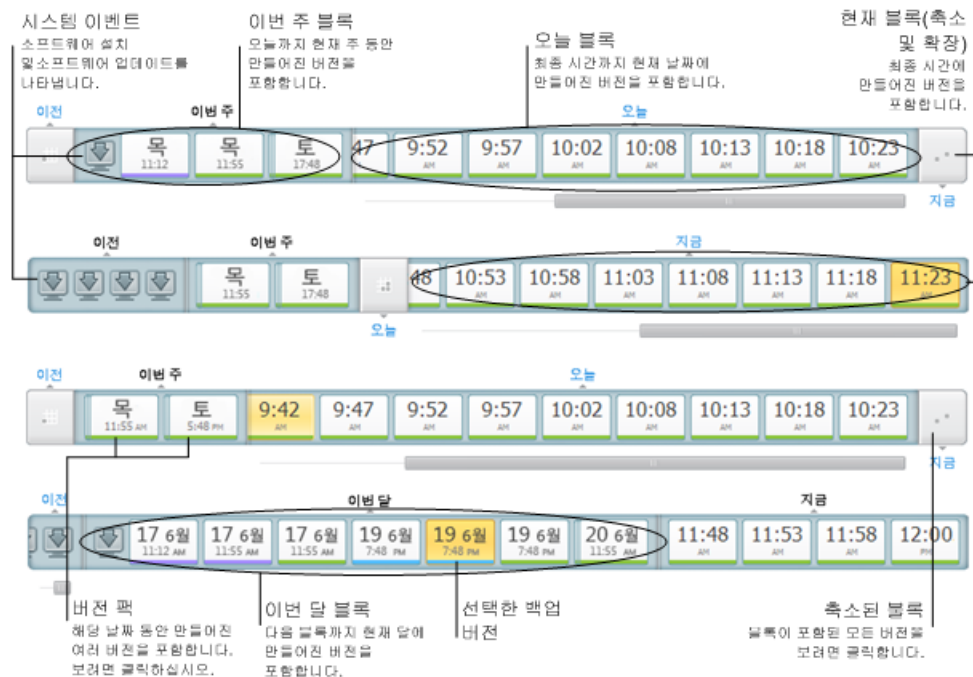 시스템 이벤트
소프트웨어 설치
및소프트웨어 업데이트를
나타냅니다.
이번 주 블록
오늘까지 현재 주 동안
만들어진 버전을
포함합니다.
오늘 블록
최종 시간까지 현재 날짜에
만들어진 버전을 포함합니다.
현재 블록(축소
및 확장)
최종 시간에
만들어진 버전을
포함합니다.
이전 이번 주 오늘
목 목 토 47 9:52 9:57 10:02 10:08 10:13 10:18 10:23
11:12 11:55 17:48 AM AM AM AM AM AM AM
지금
이전 이번 주 지금
목 토 48 10:53 10:58 11:03 11:08 11:13 11:18 11:23
11:55 17:48 AM AM AM AM AM AM AM
오늘
이전 이번 주 오늘
목 토 9:42 9:47 9:52 9:57 10:02 10:08 10:13 10:18 10:23
11:55 AM 5:48 PM AM AM AM AM AM AM AM AM AM
지금
이전 이번 달 지금
17 6월 17 6월 17 6월 19 6월 19 6월 19 6월 20 6월 11:48 11:53 11:58 12:00
11:12 AM 11:55 AM 11:55 AM 7:48 PM 7:48 PM 7:48 PM 11:55 AM AM AM AM PM
버전 팩
해당 날짜 동안 만들어진
여러 버전을 포함합니다.
보려면 클릭하십시오.
이번 달 블록
다음 블록까지 현재 달에
만들어진 버전을
포함합니다.
선택한 백업
버전
축소된 블록
블록이 포함된 모든 버전을
보려면 클릭합니다.